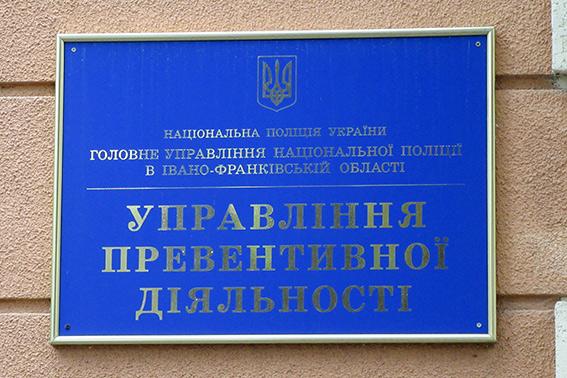 НАЦІОНАЛЬНА ПОЛІЦІЯ УКРАЇНИ
ГОЛОВНЕ УПРАВЛІННЯ НАЦІОНАЛЬНОЇ ПОЛІЦІЇ
В ІВАНО-ФРАНКІВСЬКІЙ ОБЛАСТІ
УПРАВЛІННЯ
ПРЕВЕНТИВНОЇ
ДІЯЛЬНОСТІ